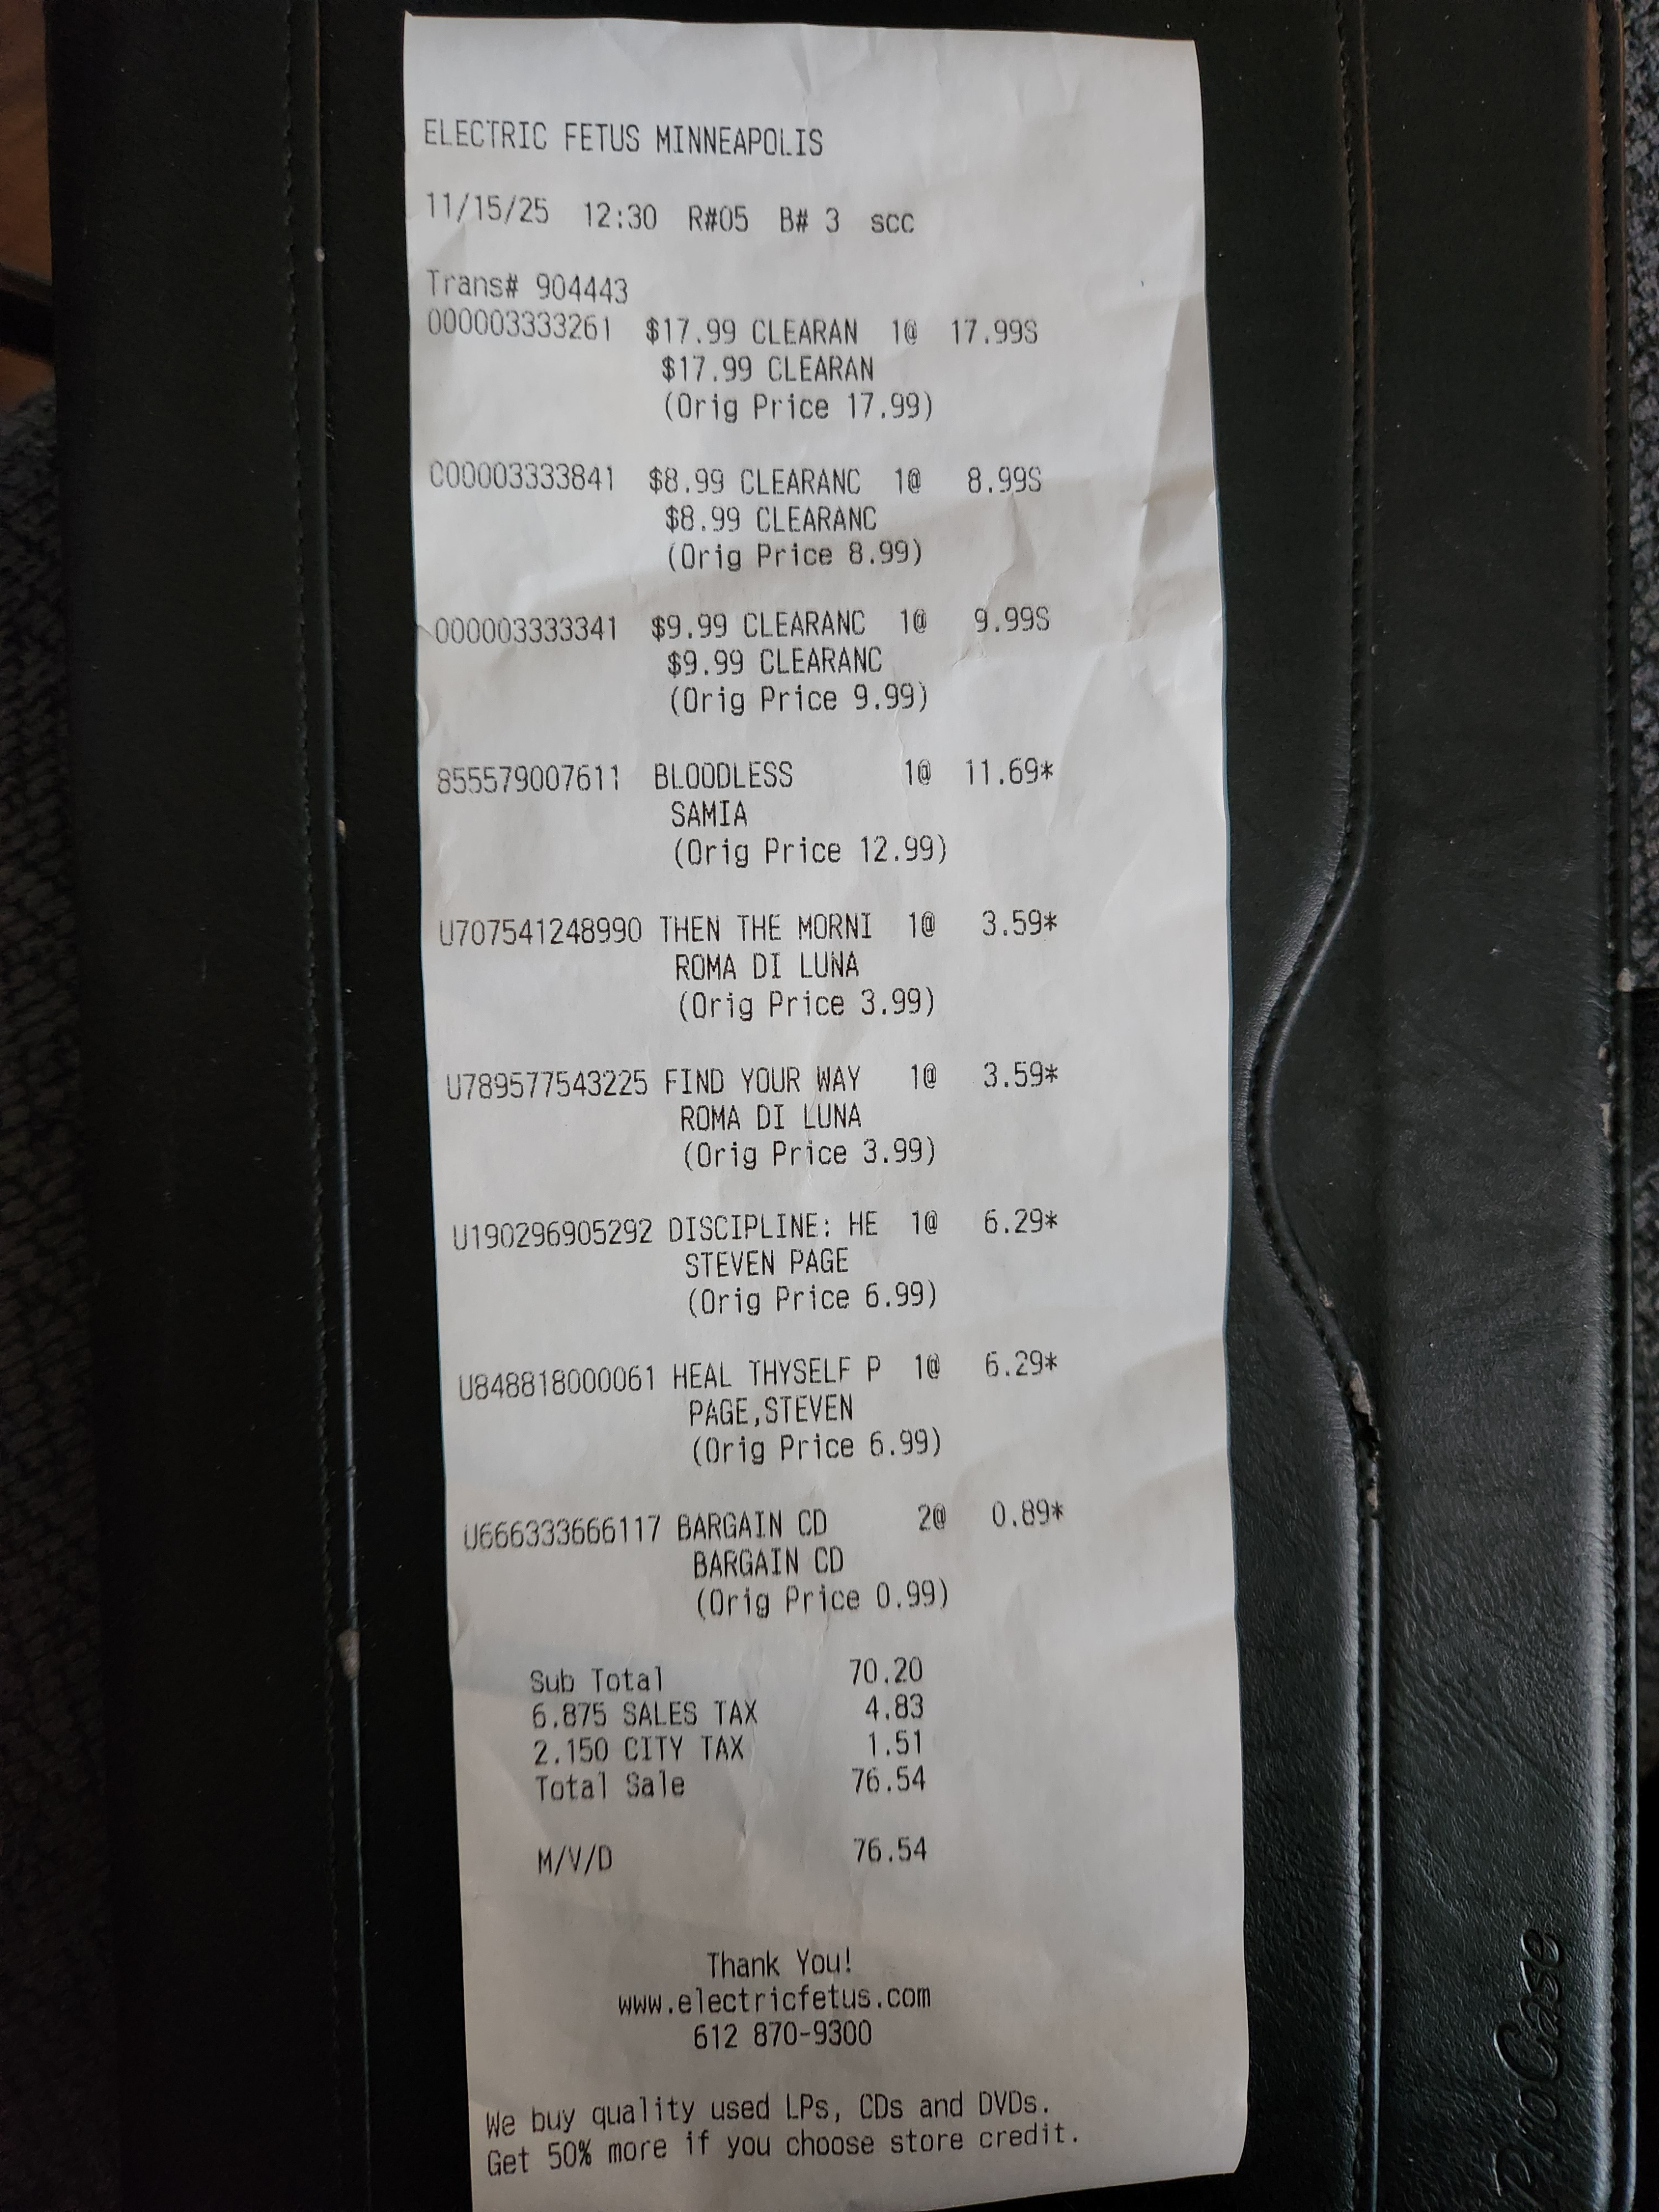 ELECTRIC FETUS MINNEAPOLIS
11/15/25 12:30 R#05 B# 3 scc
Trans# 904443
000003333261 $17.99 CLEARAN 1@ 17.99S
$17.99 CLEARAN
(Orig Price 17.99)
000003333841 $8.99 CLEARANC 1@ 8.99S
$8.99 CLEARANC
(Orig Price 8.99)
000003333341 $9.99 CLEARANC 1@ 9.99S
$9.99 CLEARANC
(Orig Price 9.99)
855579007611 BLOODLESS 1@ 11.69*
SAMIA
(Orig Price 12.99)
U707541248990 THEN THE MORNI 1@ 3.59*
ROMA DI LUNA
(Orig Price 3.99)
U789577543225 FIND YOUR WAY 1@ 3.59*
ROMA DI LUNA
(Orig Price 3.99)
U190296905292 DISCIPLINE: HE 1@ 6.29*
STEVEN PAGE
(Orig Price 6.99)
U848818000061 HEAL THYSELF P 1@ 6.29*
PAGE,STEVEN
(Orig Price 6.99)
U666333666117 BARGAIN CD 2@ 0.89*
BARGAIN CD
(Orig Price 0.99)
Sub Total 70.20
6.875 SALES TAX 4.83
2.150 CITY TAX 1.51
Total Sale 76.54
M/V/D 76.54
Thank You!
www.electricfetus.com
612 870-9300
We buy quality used LPs, CDs and DVDs.
Get 50% more if you choose store credit.
ProCase